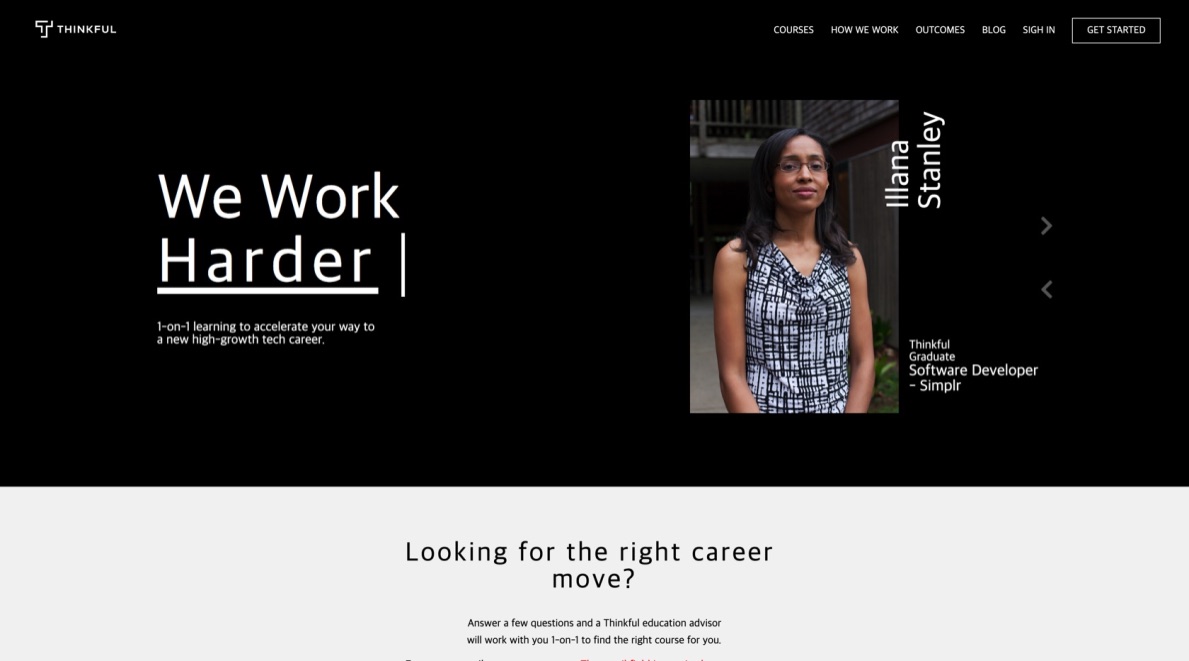 THINKFUL
COURSES
HOW WE WORK
OUTCOMES
BLOG
SIGH IN
GET STARTED
We Work
Harder
1-on-1 learning to accelerate your way to
a new high-growth tech career.
Illana
Stanley
Thinkful
Graduate
Software Developer
- Simplr
Looking for the right career
move?
Answer a few questions and a Thinkful education advisor
will work with you 1-on-1 to find the right course for you.